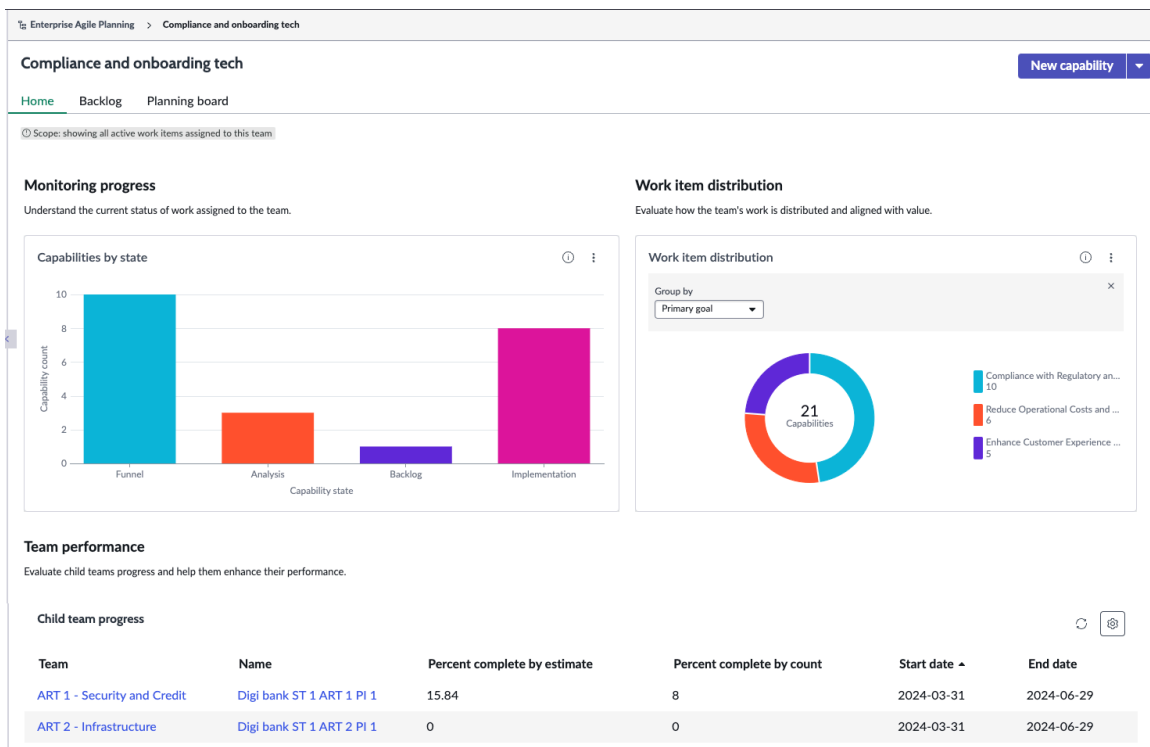 Enterprise Agile Planning > Compliance and onboarding tech
Compliance and onboarding tech
New capability
Home Backlog Planning board
Scope: showing all active work items assigned to this team
Monitoring progress
Understand the current status of work assigned to the team.
Capabilities by state
10
8
6
4
2
0
Capability count
Funnel Analysis Backlog Implementation
Capability state
Work item distribution
Evaluate how the team's work is distributed and aligned with value.
Work item distribution
Group by
Primary goal
21
Capabilities
Compliance with Regulatory an...
10
Reduce Operational Costs and ...
6
Enhance Customer Experience ...
5
Team performance
Evaluate child teams progress and help them enhance their performance.
Child team progress
Team Name Percent complete by estimate Percent complete by count Start date End date
ART 1 - Security and Credit Digi bank ST 1 ART 1 PI 1 15.84 8 2024-03-31 2024-06-29
ART 2 - Infrastructure Digi bank ST 1 ART 2 PI 1 0 0 2024-03-31 2024-06-29